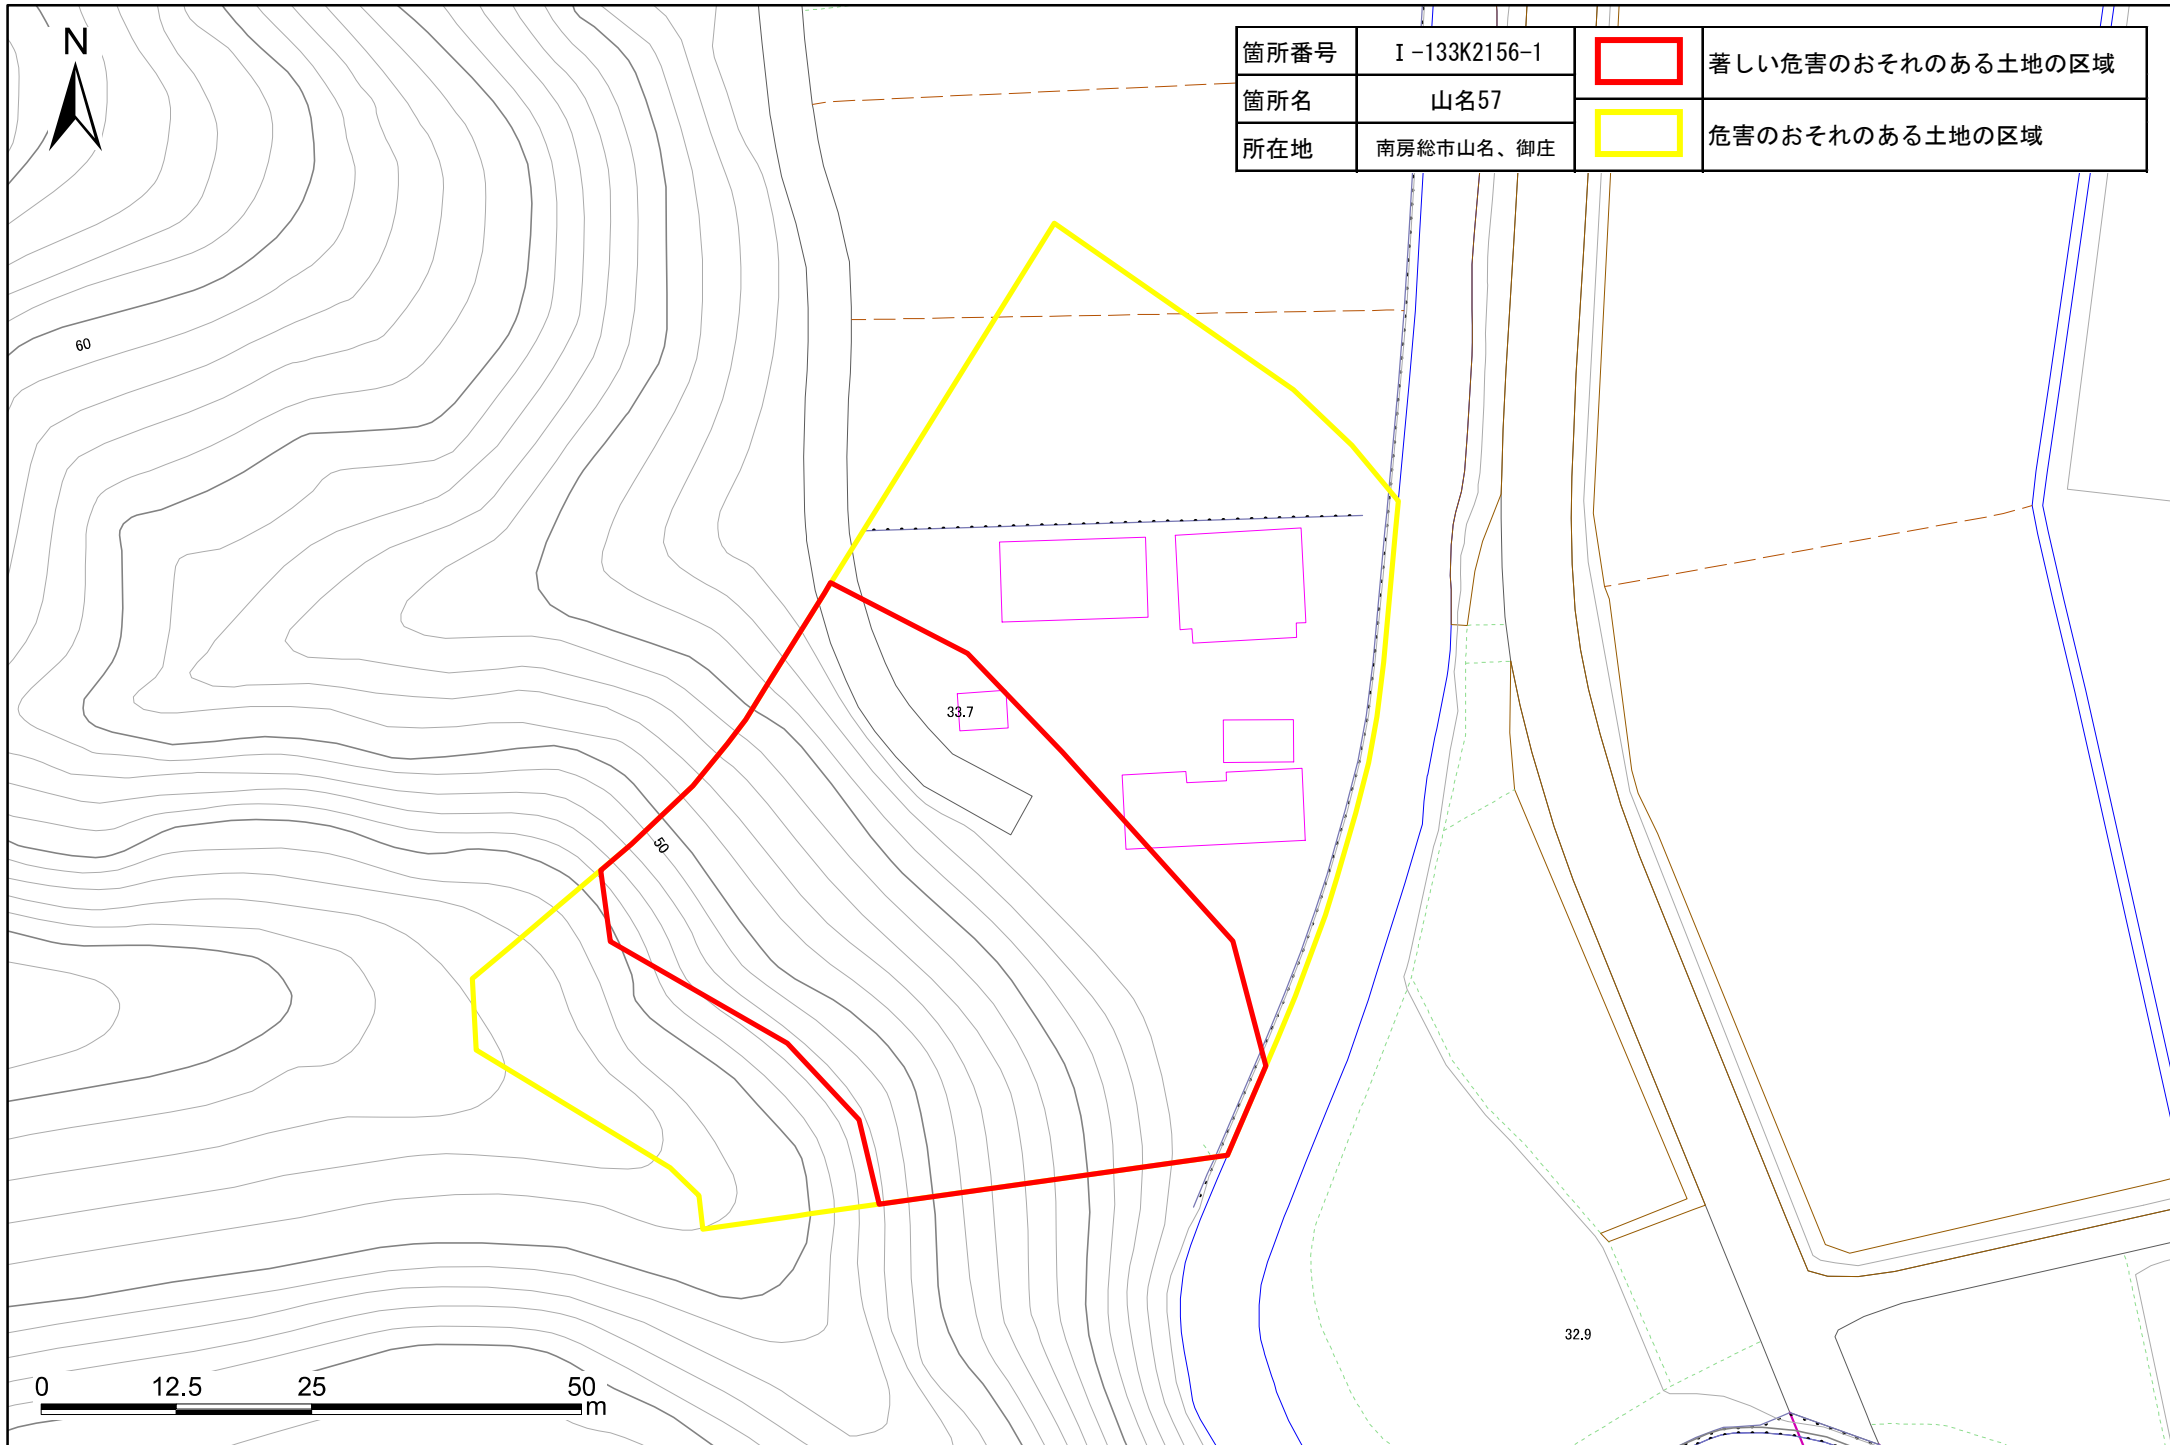 N
箇所番号 Ⅰ-133K2156-1
箇所名 山名57
所在地 南房総市山名、御庄
著しい危害のおそれのある土地の区域
危害のおそれのある土地の区域
60
33.7
50
32.9
0 12.5 25 50
m